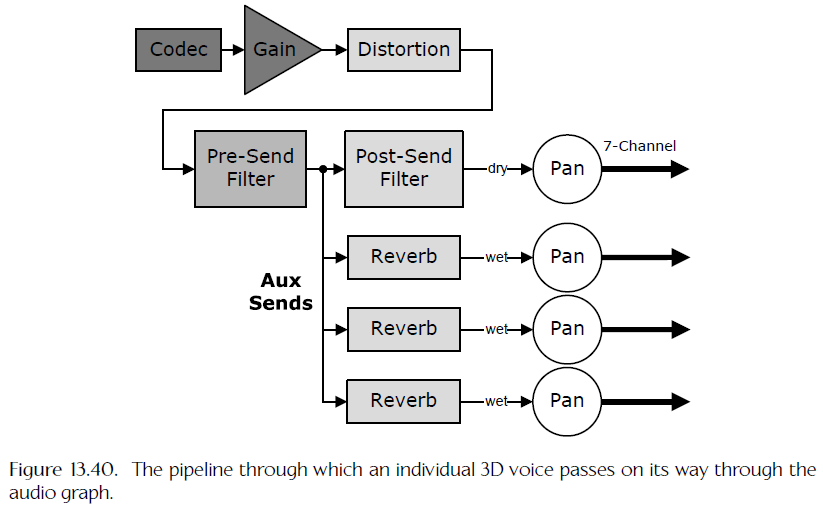 Codec
Gain
Distortion
Pre-Send
Filter
Post-Send
Filter
dry
Pan
7-Channel
Aux
Sends
Reverb
wet
Pan
Reverb
wet
Pan
Reverb
wet
Pan
Figure 13.40. The pipeline through which an individual 3D voice passes on its way through the
audio graph.